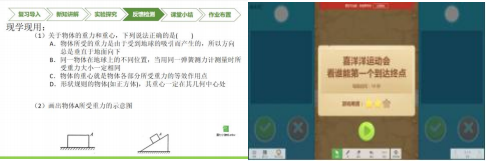 复习导入
新知讲解
实验探究
反馈检测
课堂小结
作业布置
现学现用：
（1）关于物体的重力和重心，下列说法正确的是(　　)
A. 物体所受的重力是由于受到地球的吸引而产生的，所以方向
总是垂直于地面向下
B. 同一物体在地球上的不同位置，当用同一弹簧测力计测量时所
受重力大小一定相同
C. 物体的重心就是物体各部分所受重力的等效作用点
D. 形状规则的物体[如正方体]，其重心一定在其几何中心处
（2）画出物体A所受重力的示意图
喜洋洋运动会
看谁能第一个到达终点